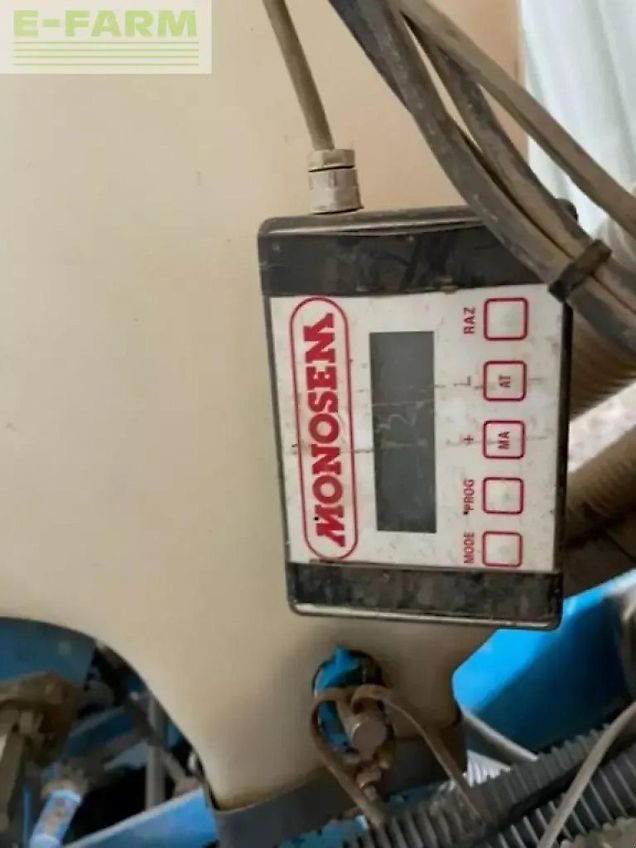 E-FARM
MONOSEM
MODE PROG + - RAZ
MA AT